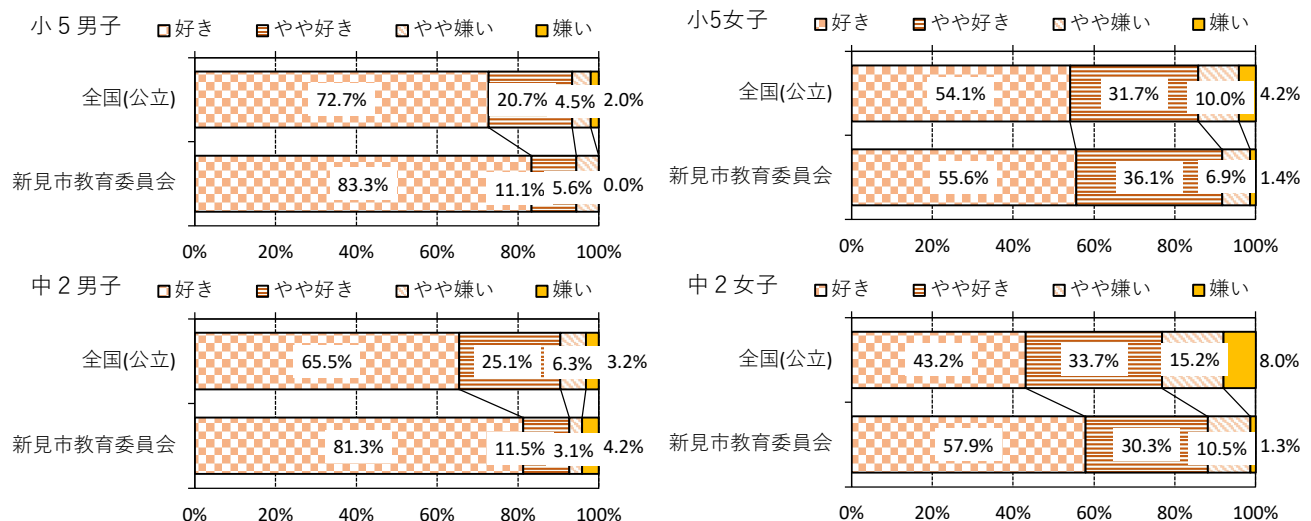 小５男子 好き やや好き やや嫌い 嫌い
全国(公立) 72.7% 20.7% 4.5% 2.0%
新見市教育委員会 83.3% 11.1% 5.6% 0.0%
0% 20% 40% 60% 80% 100%
小5女子 好き やや好き やや嫌い 嫌い
全国(公立) 54.1% 31.7% 10.0% 4.2%
新見市教育委員会 55.6% 36.1% 6.9% 1.4%
0% 20% 40% 60% 80% 100%
中２男子 好き やや好き やや嫌い 嫌い
全国(公立) 65.5% 25.1% 6.3% 3.2%
新見市教育委員会 81.3% 11.5% 3.1% 4.2%
0% 20% 40% 60% 80% 100%
中２女子 好き やや好き やや嫌い 嫌い
全国(公立) 43.2% 33.7% 15.2% 8.0%
新見市教育委員会 57.9% 30.3% 10.5% 1.3%
0% 20% 40% 60% 80% 100%